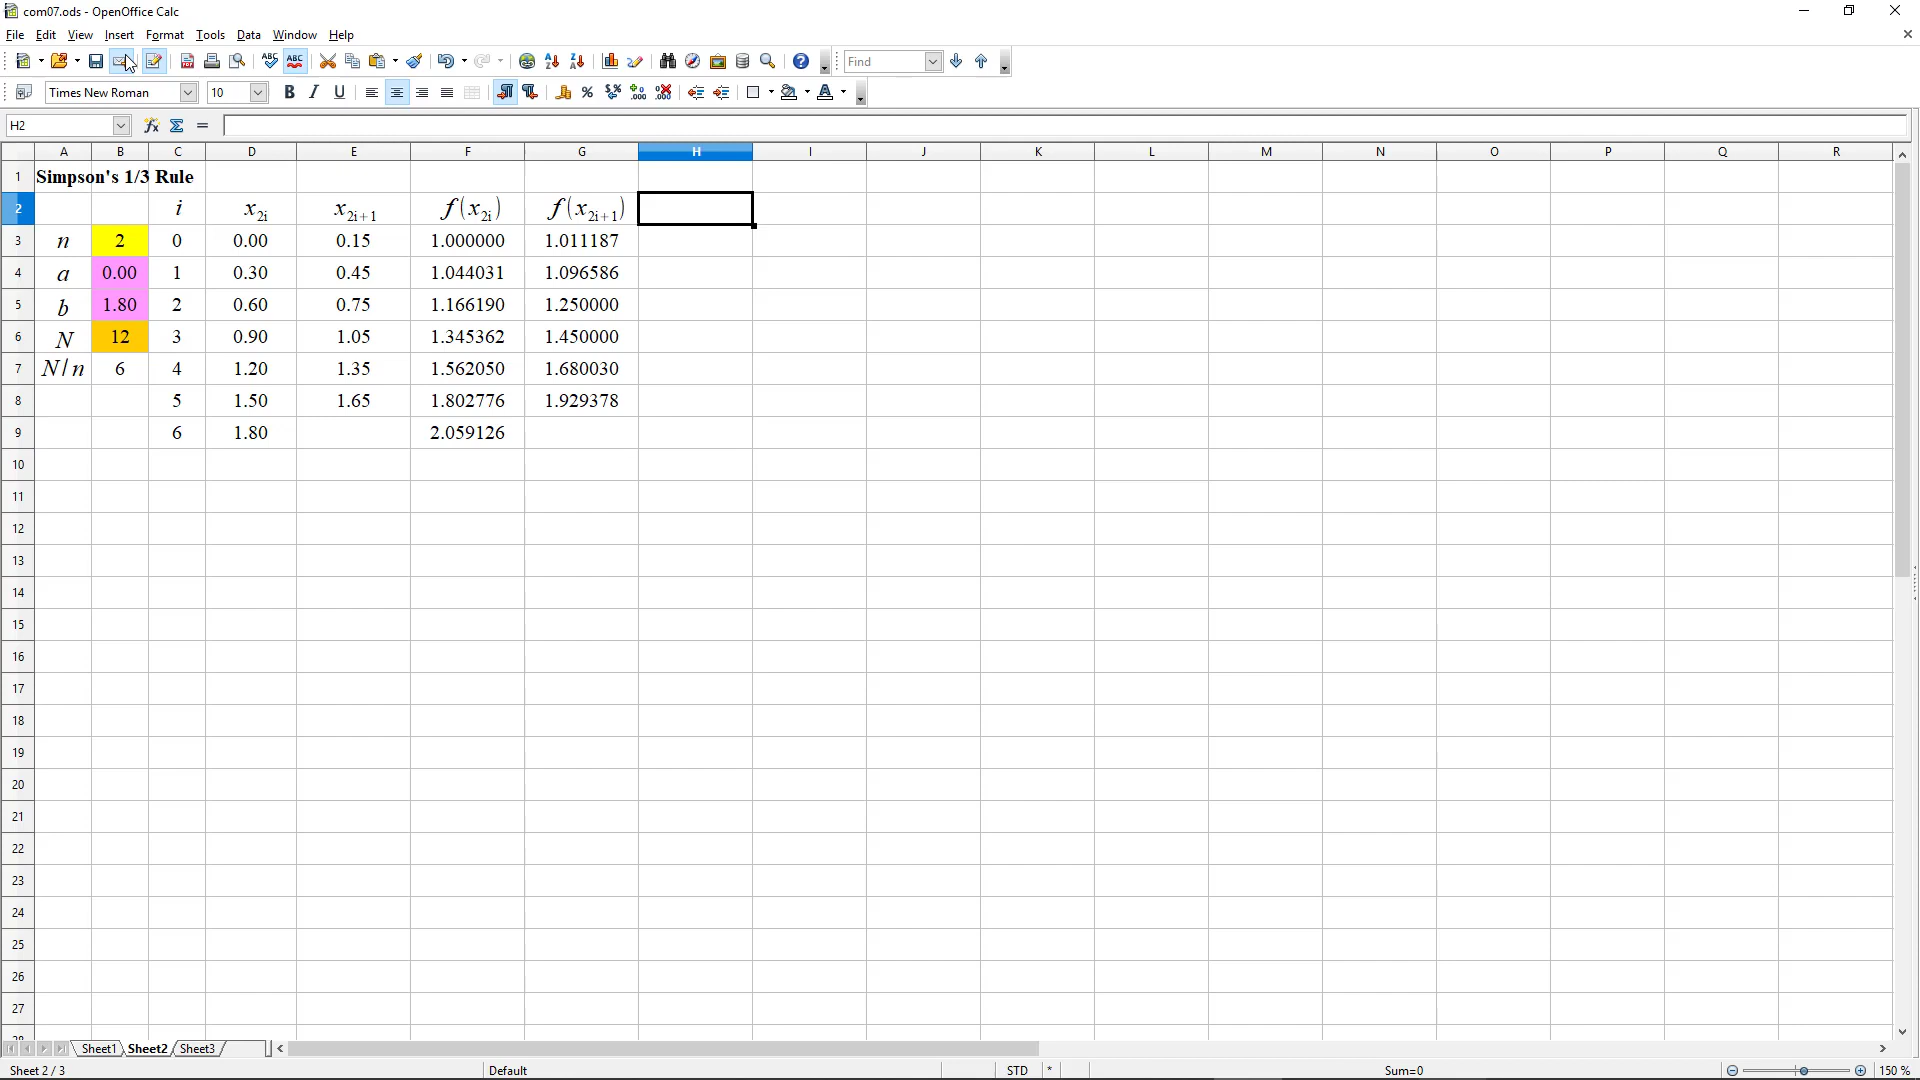 com07.ods - OpenOffice Calc
File Edit View Insert Format Tools Data Window Help
Find
Times New Roman 10
H2
A B C D E F G H I J K L M N O P Q R
1 Simpson's 1/3 Rule
2 i x2i x2i+1 f(x2i) f(x2i+1)
3 n 2 0 0.00 0.15 1.000000 1.011187
4 a 0.00 1 0.30 0.45 1.044031 1.096586
5 b 1.80 2 0.60 0.75 1.166190 1.250000
6 N 12 3 0.90 1.05 1.345362 1.450000
7 N/n 6 4 1.20 1.35 1.562050 1.680030
8 5 1.50 1.65 1.802776 1.929378
9 6 1.80 2.059126
10
11
12
13
14
15
16
17
18
19
20
21
22
23
24
25
26
27
28
Sheet1 Sheet2 Sheet3
Sheet 2 / 3 Default STD * Sum=0 150 %